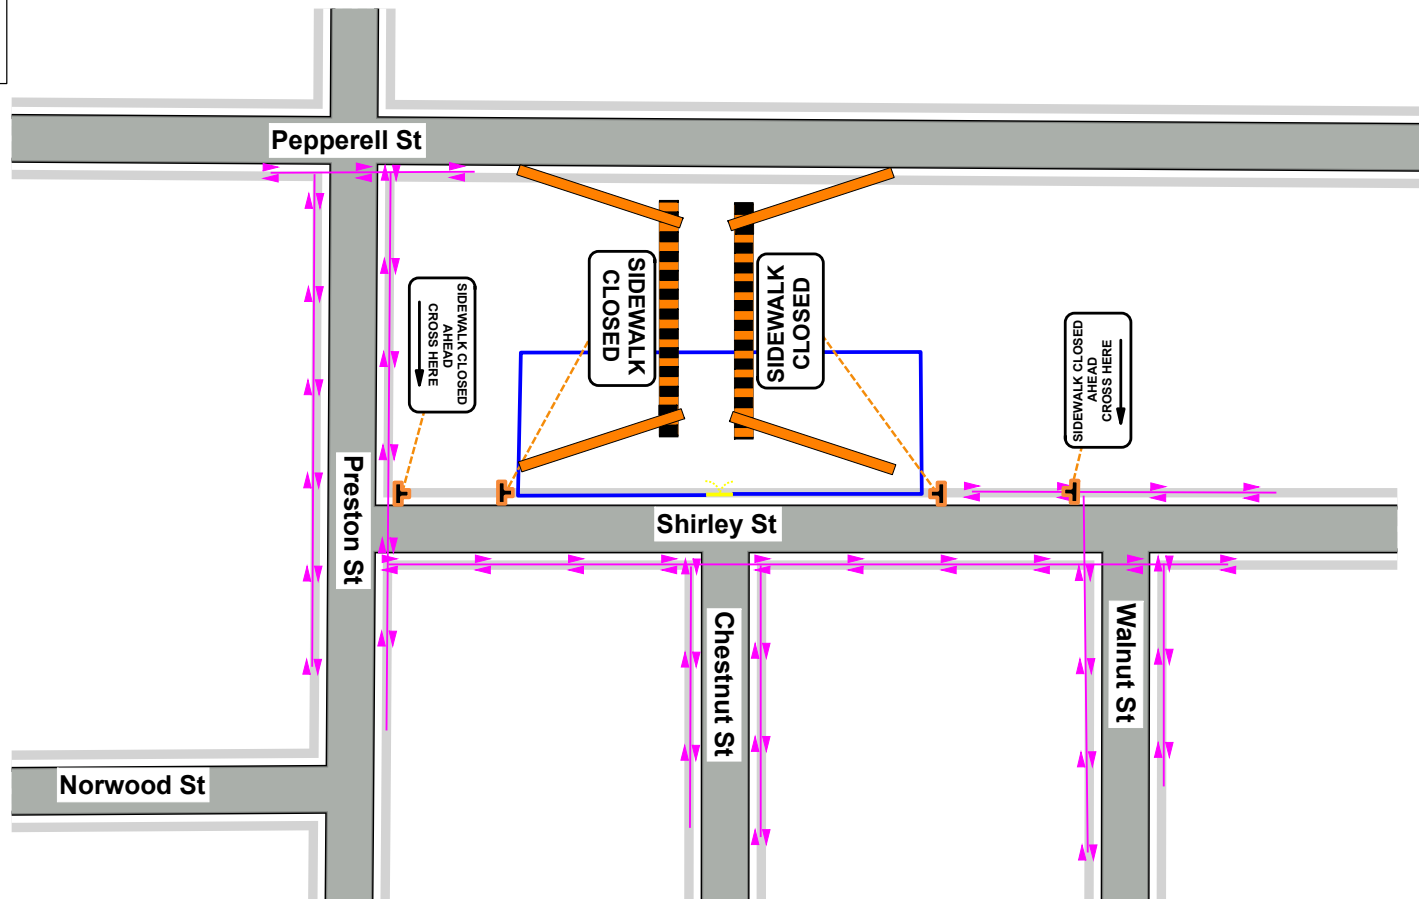 Pepperell St
SIDEWALK CLOSED
AHEAD
CROSS HERE
SIDEWALK
CLOSED
SIDEWALK
CLOSED
SIDEWALK CLOSED
AHEAD
CROSS HERE
Preston St
Shirley St
Chestnut St
Walnut St
Norwood St